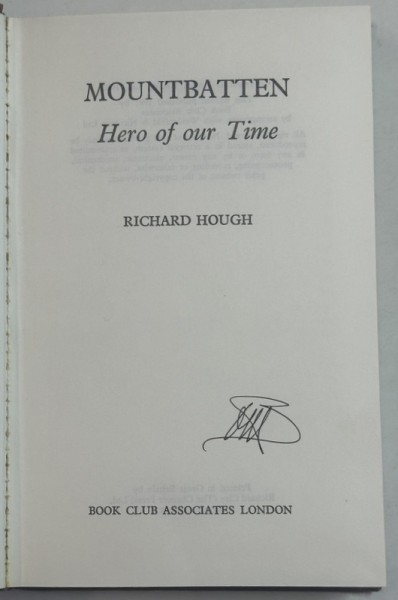 MOUNTBATTEN
Hero of our Time
RICHARD HOUGH
BOOK CLUB ASSOCIATES LONDON